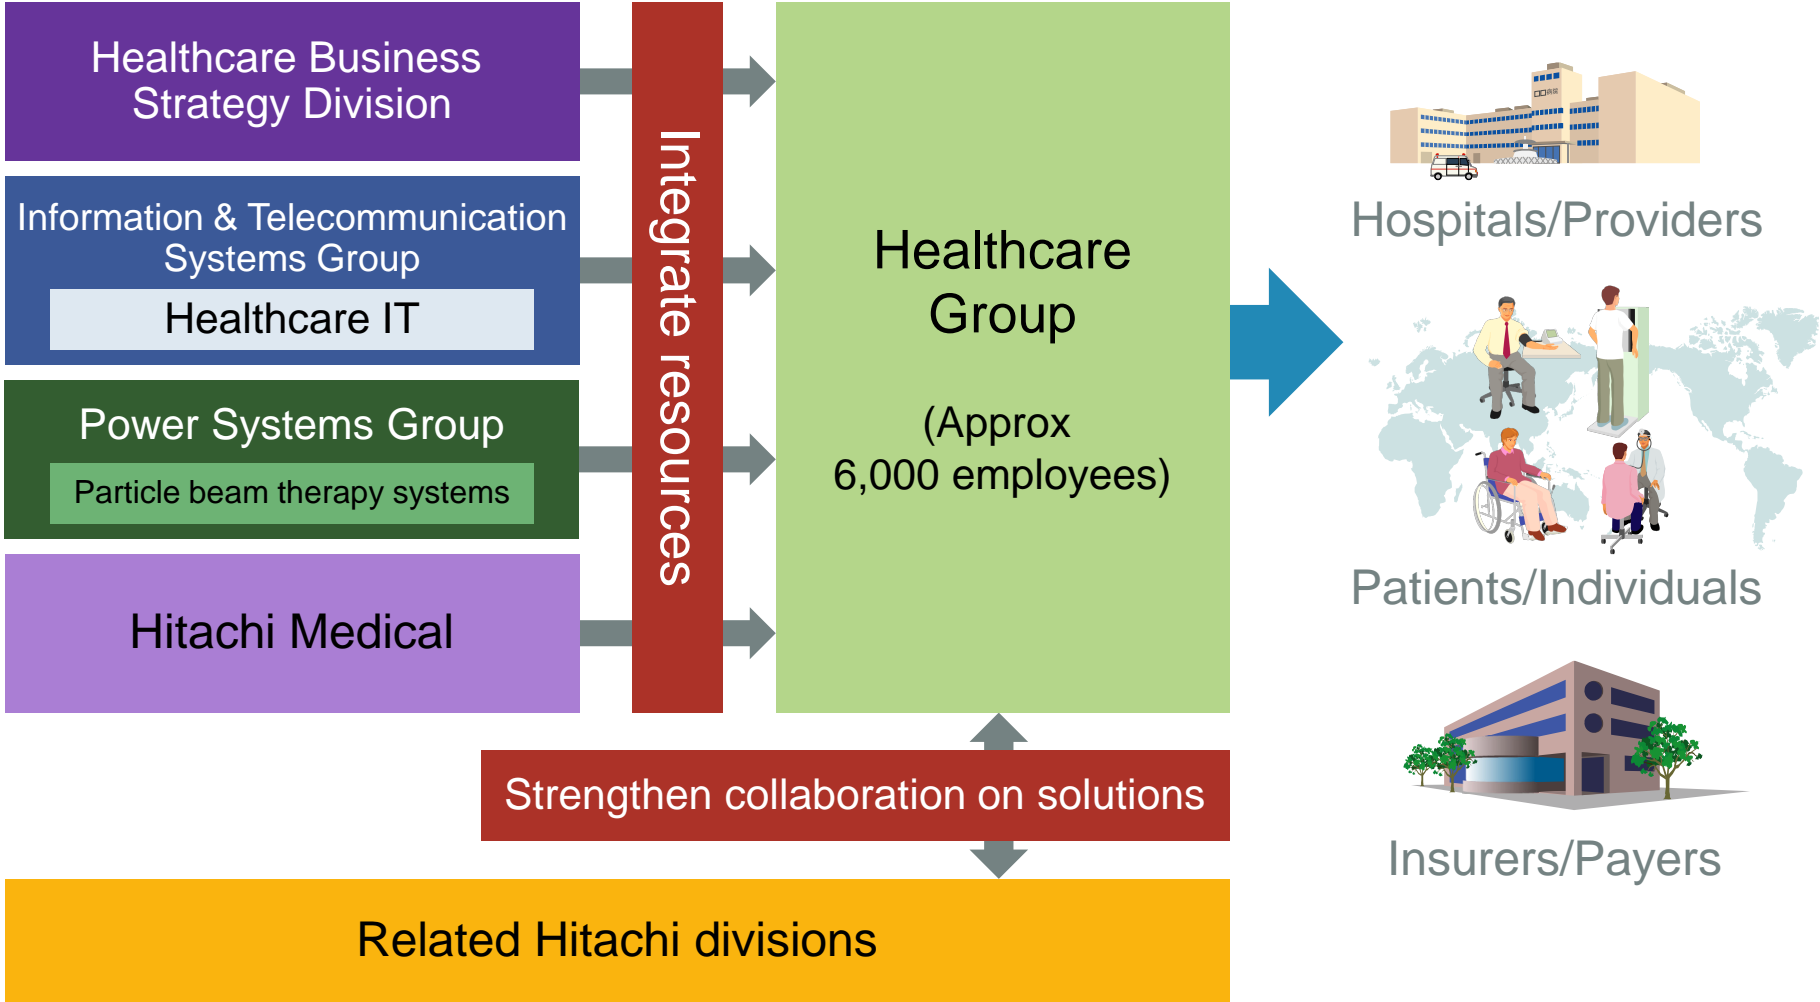 Healthcare Business
Strategy Division
Information & Telecommunication
Systems Group
Healthcare IT
Power Systems Group
Particle beam therapy systems
Hitachi Medical
Integrate resources
Healthcare
Group
(Approx
6,000 employees)
Strengthen collaboration on solutions
Related Hitachi divisions
病院
Hospitals/Providers
Patients/Individuals
Insurers/Payers